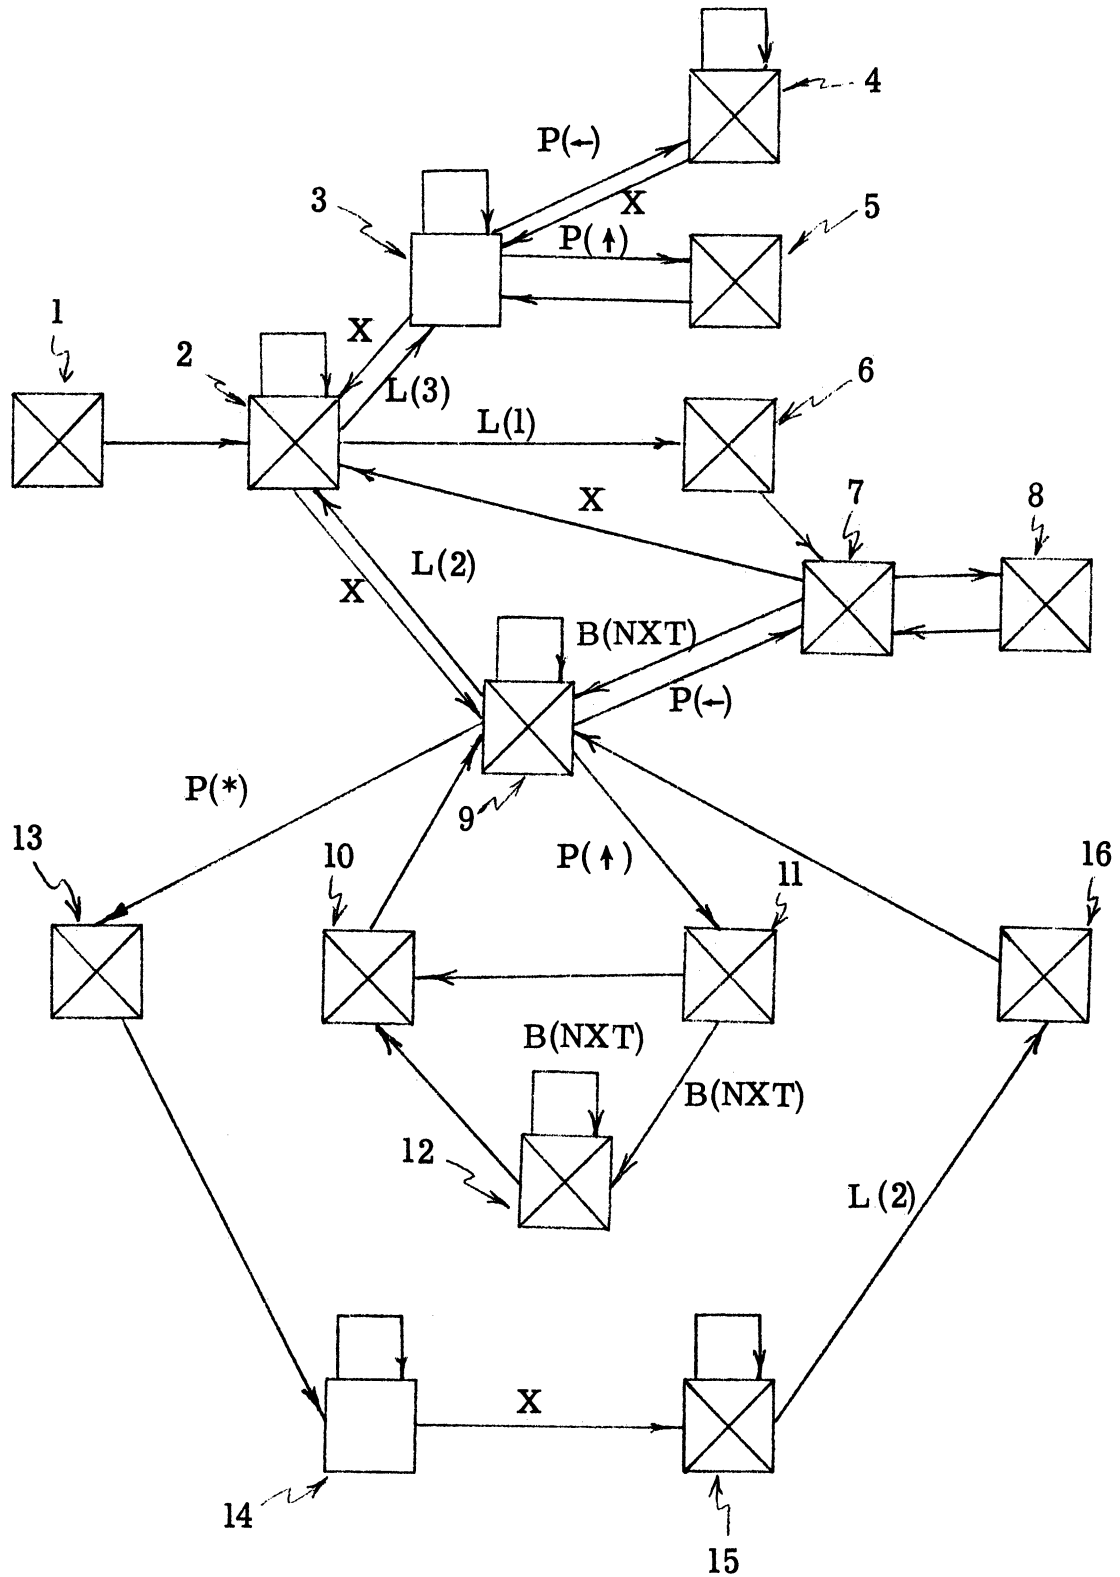 4
P(←)
3
X
5
P(↑)
1
X
2
L(3)
6
L(1)
X
7
8
L(2)
X
B(NXT)
P(←)
P(*)
9
13
10
P(↑)
11
16
B(NXT)
B(NXT)
12
L(2)
X
14
15